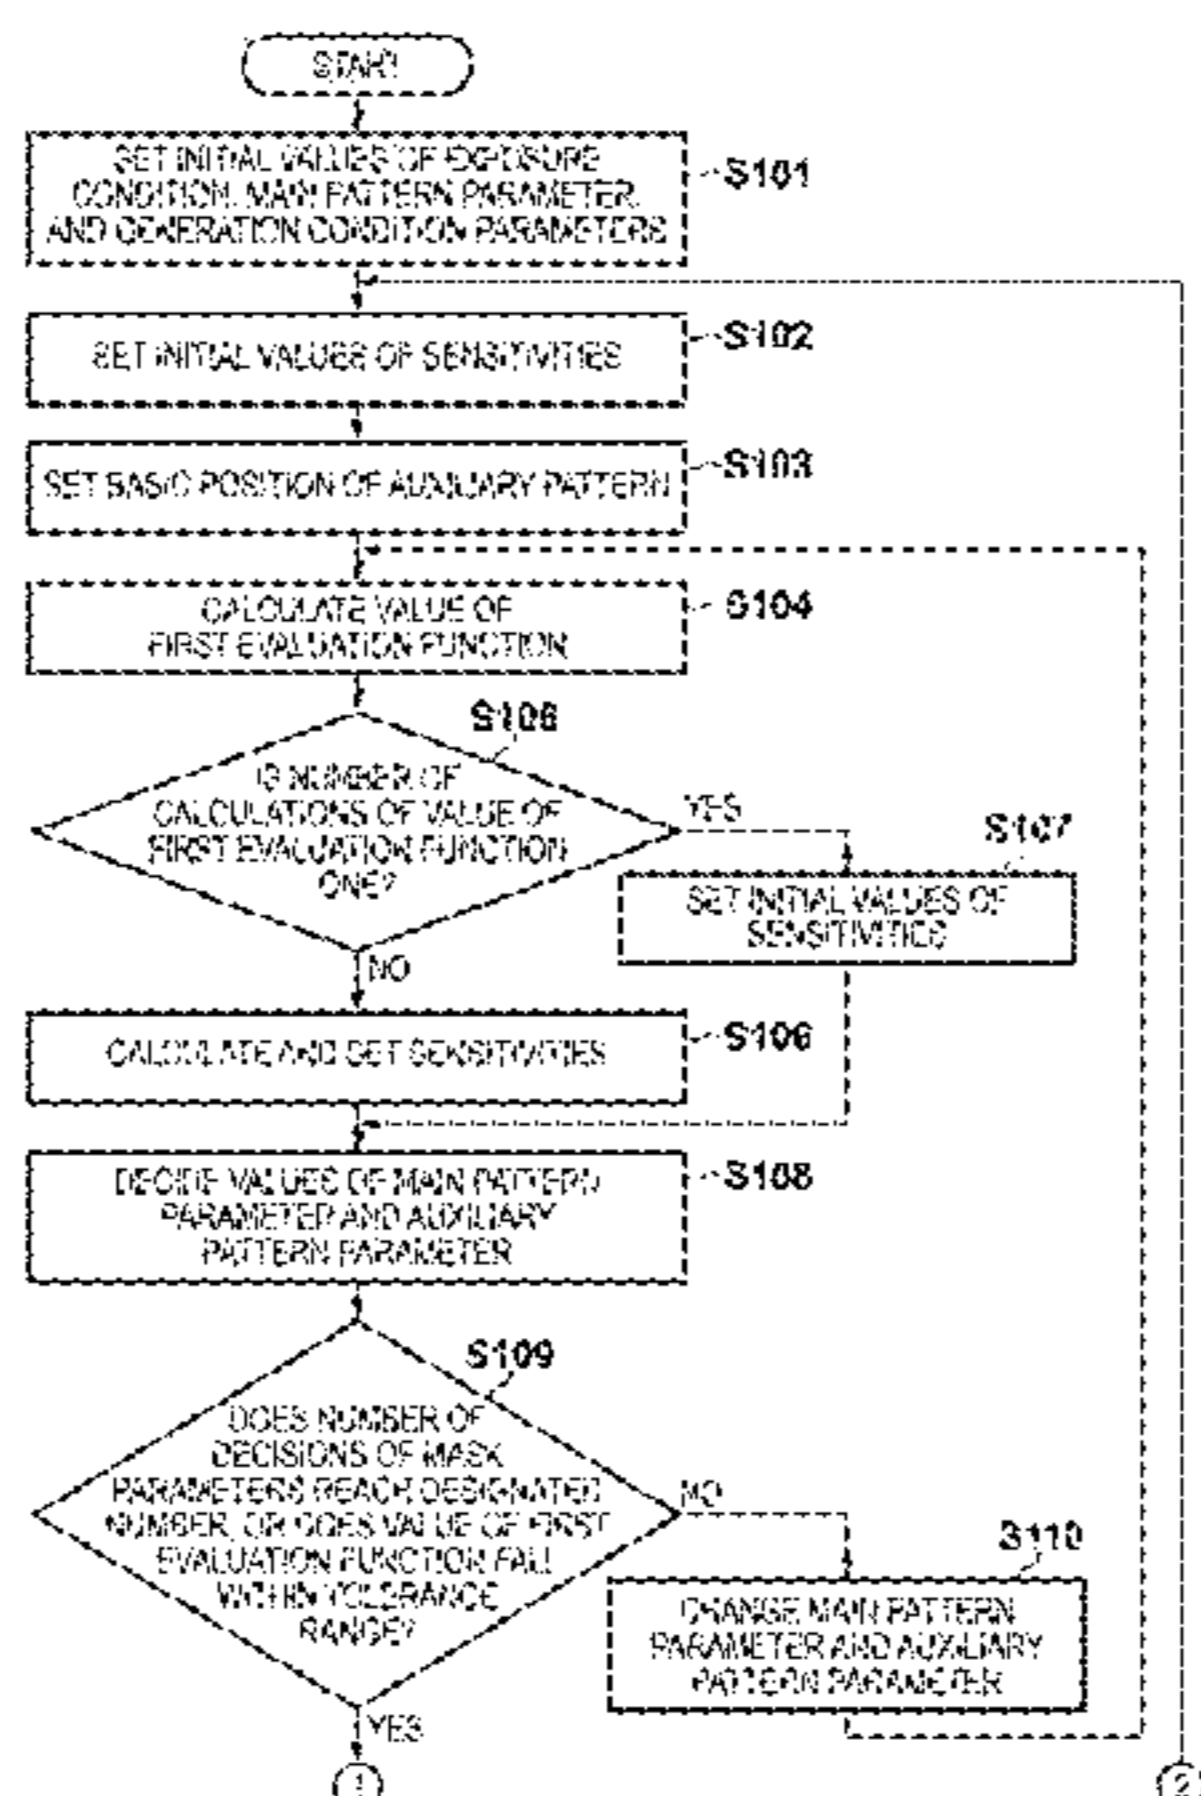 START
SET INITIAL VALUES OF EXPOSURE
CONDITION, MAIN PATTERN PARAMETER,
AND GENERATION CONDITION PARAMETERS
S101
SET INITIAL VALUES OF SENSITIVITIES
S102
SET BASIC POSITION OF AUXILIARY PATTERN
S103
CALCULATE VALUE OF
FIRST EVALUATION FUNCTION
S104
S106
IS NUMBER OF
CALCULATIONS OF VALUE OF
FIRST EVALUATION FUNCTION
ONE?
YES
S107
SET INITIAL VALUES OF
SENSITIVITIES
NO
CALCULATE AND SET SENSITIVITIES
S106
DECIDE VALUES OF MAIN PATTERN
PARAMETER AND AUXILIARY
PATTERN PARAMETER
S108
S109
DOES NUMBER OF
DECISIONS OF MASK
PARAMETERS REACH DESIGNATED
NUMBER, OR DOES VALUE OF FIRST
EVALUATION FUNCTION FALL
WITHIN TOLERANCE
RANGE?
NO
S110
CHANGE MAIN PATTERN
PARAMETER AND AUXILIARY
PATTERN PARAMETER
YES
1
2